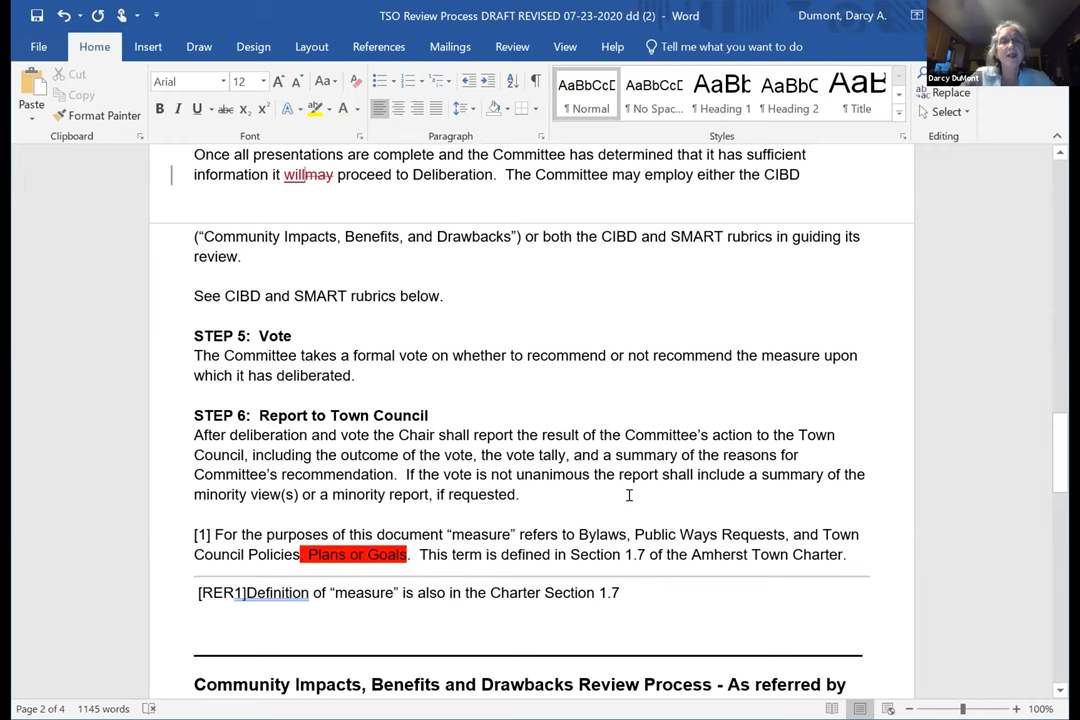 TSO Review Process DRAFT REVISED 07-23-2020 dd (2) - Word
Dumont, Darcy A.
File Home Insert Draw Design Layout References Mailings Review View Help Tell me what you want to do
Darcy DuMont
Paste
Cut
Copy
Format Painter
Arial 12
AaBbCcDc AaBbCcDc AaBbCc AaBbCcC AaB
¶ Normal ¶ No Spac... ¶ Heading 1 ¶ Heading 2 ¶ Title
Replace
Select
Clipboard Font Paragraph Styles Editing
Once all presentations are complete and the Committee has determined that it has sufficient
information it willmay proceed to Deliberation. The Committee may employ either the CIBD
(“Community Impacts, Benefits, and Drawbacks”) or both the CIBD and SMART rubrics in guiding its
review.
See CIBD and SMART rubrics below.
STEP 5: Vote
The Committee takes a formal vote on whether to recommend or not recommend the measure upon
which it has deliberated.
STEP 6: Report to Town Council
After deliberation and vote the Chair shall report the result of the Committee’s action to the Town
Council, including the outcome of the vote, the vote tally, and a summary of the reasons for
Committee’s recommendation. If the vote is not unanimous the report shall include a summary of the
minority view(s) or a minority report, if requested.
[1] For the purposes of this document “measure” refers to Bylaws, Public Ways Requests, and Town
Council Policies, Plans or Goals. This term is defined in Section 1.7 of the Amherst Town Charter.
[RER1]Definition of “measure” is also in the Charter Section 1.7
Community Impacts, Benefits and Drawbacks Review Process - As referred by
Page 2 of 4 1145 words 100%